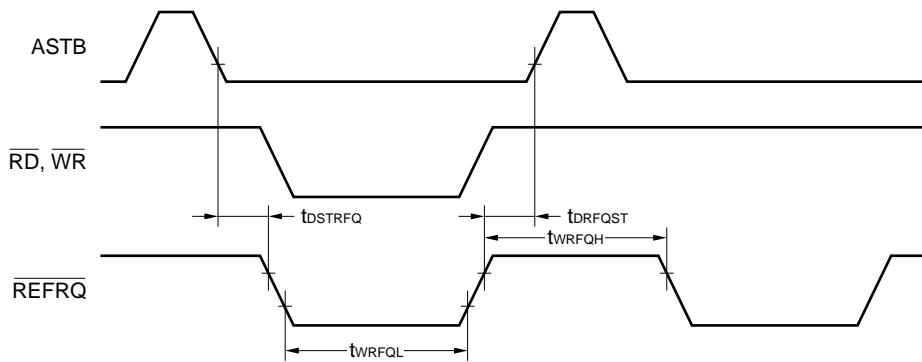 ASTB
RD, WR
tDSTRFQ
tDRFQST
tWRFQH
REFRQ
tWRFQL